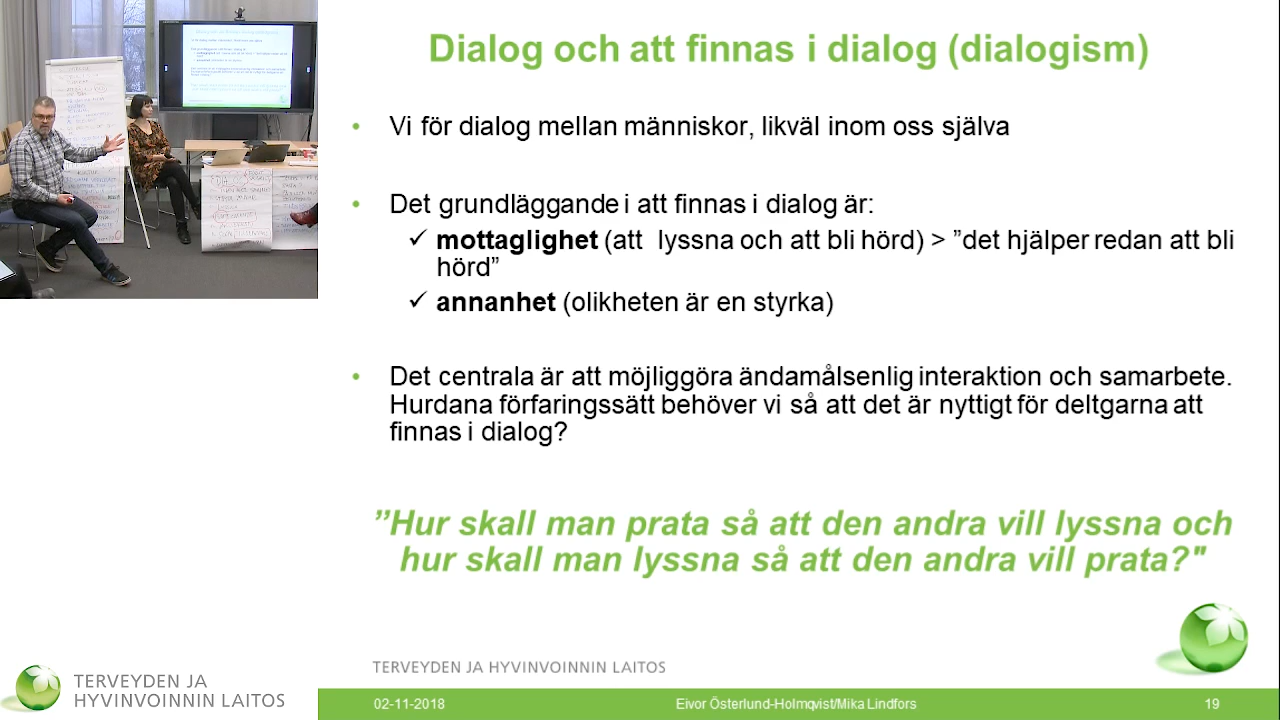 Dialog och att finnas i dialog (dialogism)
• Vi för dialog mellan människor, likväl inom oss själva
• Det grundläggande i att finnas i dialog är:
✓ mottaglighet (att lyssna och att bli hörd) > ”det hjälper redan att bli
hörd”
✓ annanhet (olikheten är en styrka)
• Det centrala är att möjliggöra ändamålsenlig interaktion och samarbete.
Hurdana förfaringssätt behöver vi så att det är nyttigt för deltgarna att
finnas i dialog?
”Hur skall man prata så att den andra vill lyssna och
hur skall man lyssna så att den andra vill prata?"
TERVEYDEN JA HYVINVOINNIN LAITOS
TERVEYDEN JA
HYVINVOINNIN LAITOS
02-11-2018 Eivor Österlund-Holmqvist/Mika Lindfors 19